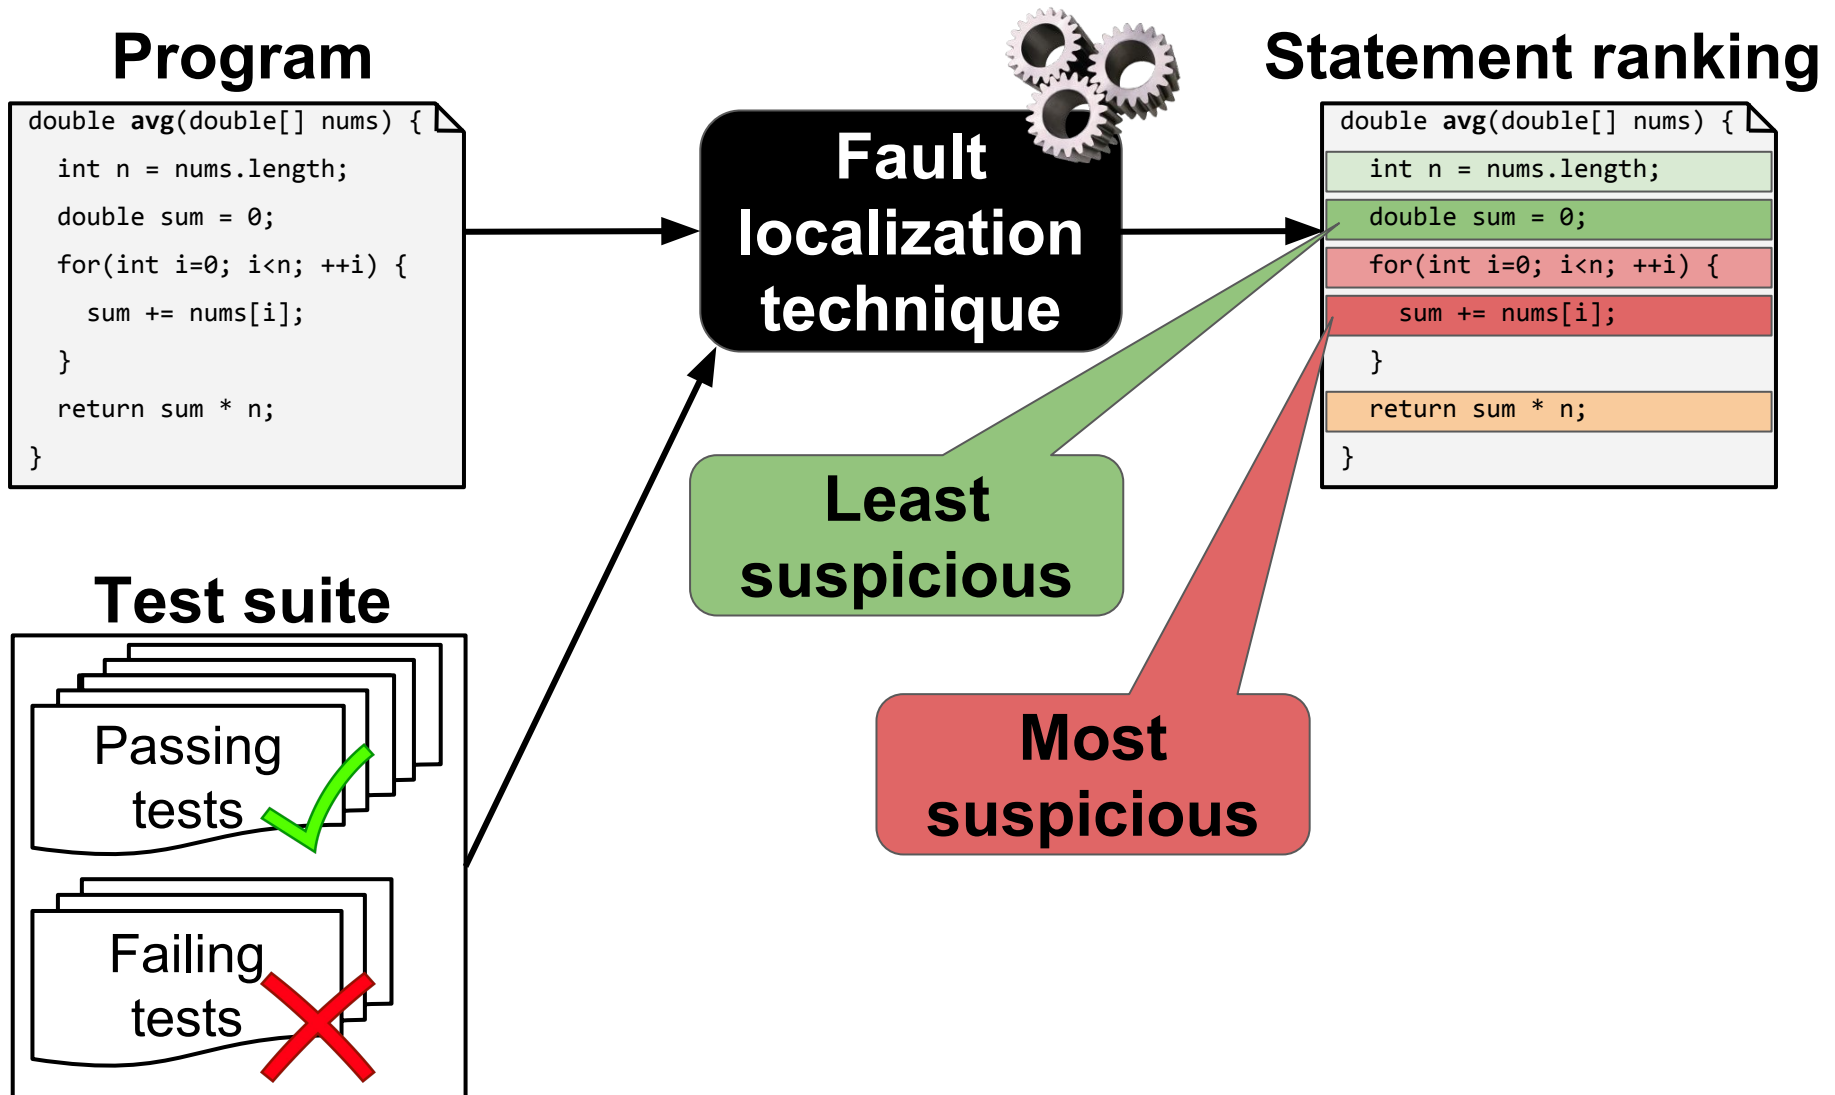 Program
double avg(double[] nums) {
int n = nums.length;
double sum = 0;
for(int i=0; i<n; ++i) {
sum += nums[i];
}
return sum * n;
}
Test suite
Passing
tests
Failing
tests
Fault
localization
technique
Least
suspicious
Most
suspicious
Statement ranking
double avg(double[] nums) {
int n = nums.length;
double sum = 0;
for(int i=0; i<n; ++i) {
sum += nums[i];
}
return sum * n;
}